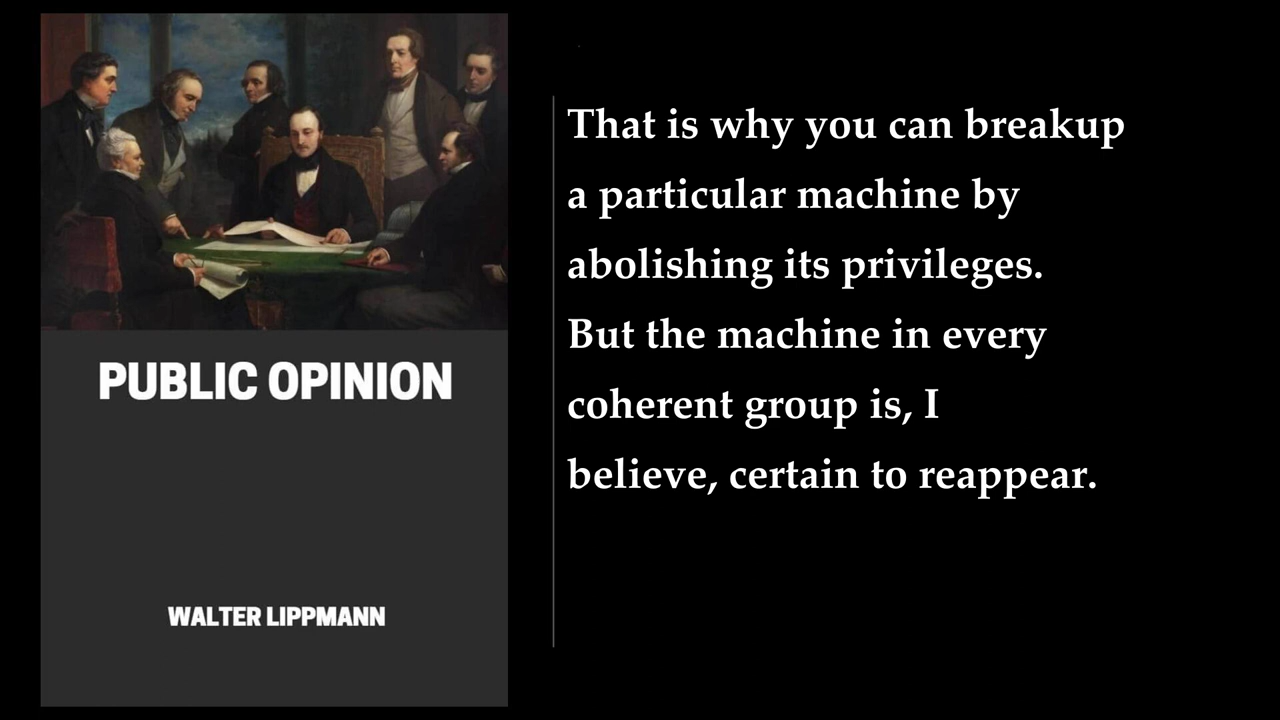 PUBLIC OPINION
WALTER LIPPMANN
That is why you can breakup
a particular machine by
abolishing its privileges.
But the machine in every
coherent group is, I
believe, certain to reappear.